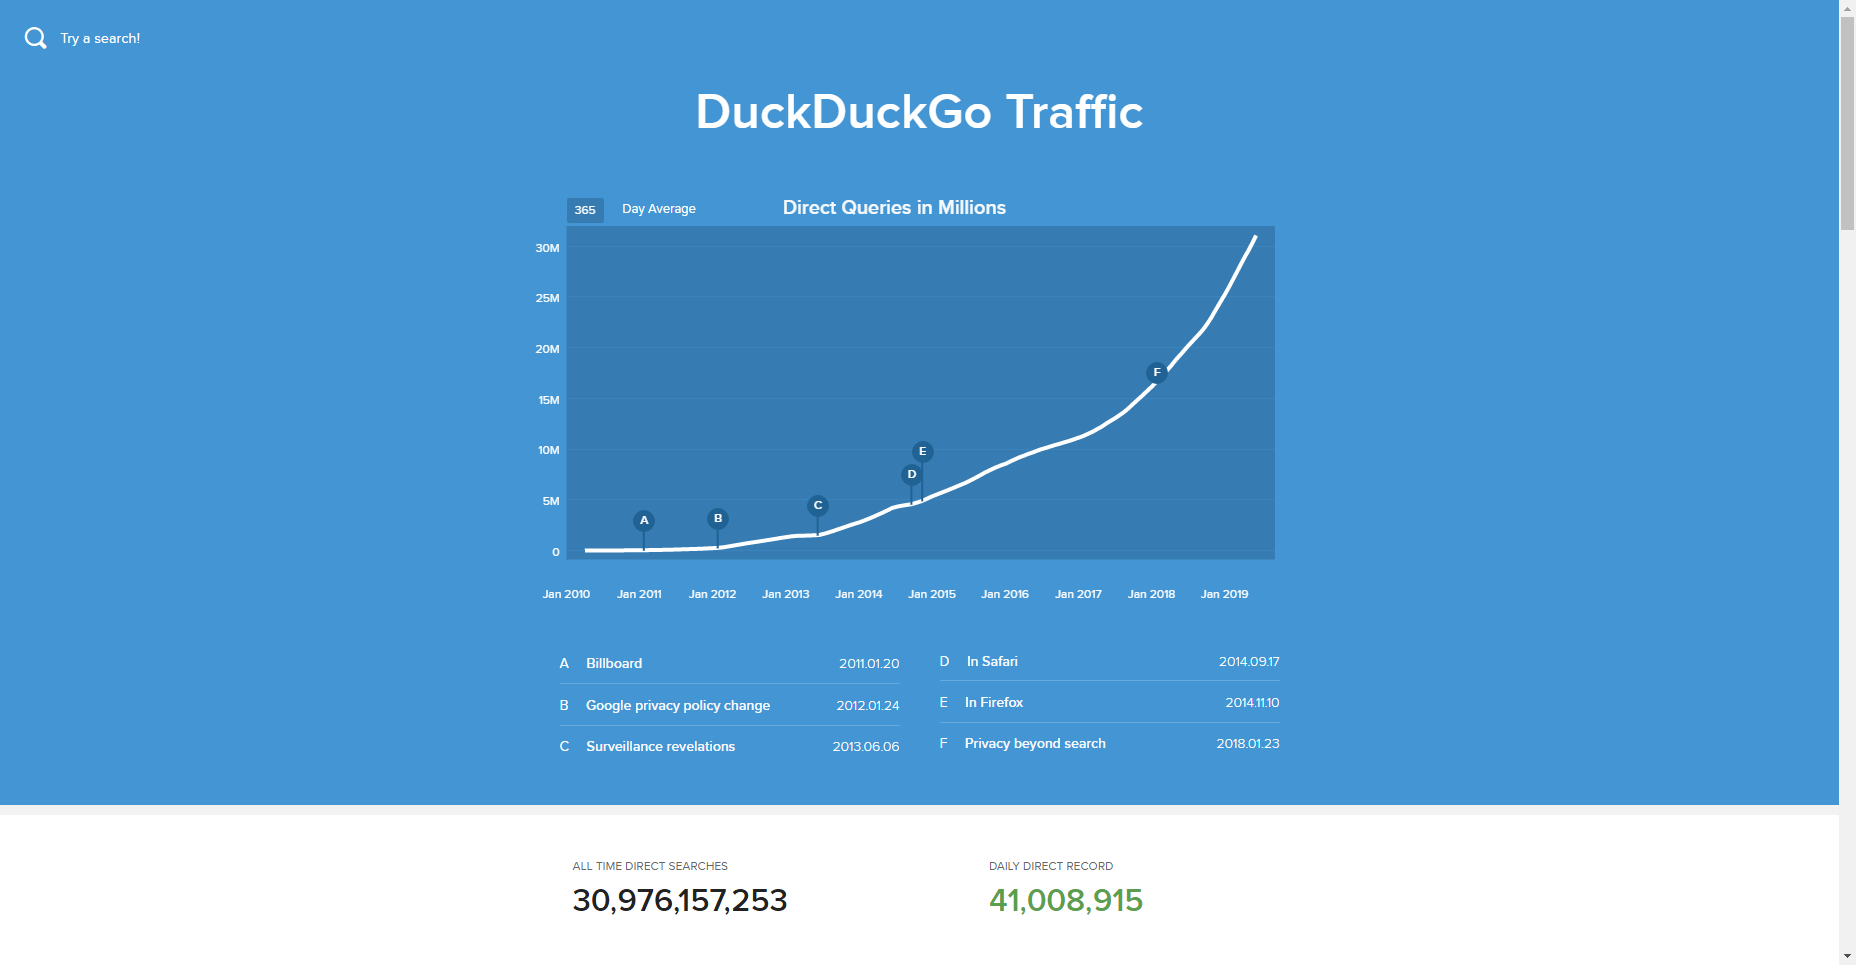 Try a search!
DuckDuckGo Traffic
365 Day Average Direct Queries in Millions
30M
25M
20M
15M
10M
5M
0
A
B
C
D
E
F
Jan 2010 Jan 2011 Jan 2012 Jan 2013 Jan 2014 Jan 2015 Jan 2016 Jan 2017 Jan 2018 Jan 2019
A Billboard 2011.01.20
B Google privacy policy change 2012.01.24
C Surveillance revelations 2013.06.06
D In Safari 2014.09.17
E In Firefox 2014.11.10
F Privacy beyond search 2018.01.23
ALL TIME DIRECT SEARCHES
30,976,157,253
DAILY DIRECT RECORD
41,008,915